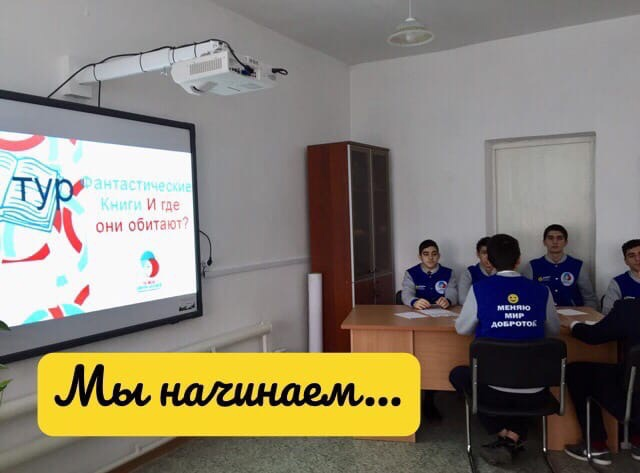 тур
Фантастические
Книги И где
они обитают?
МЕНЯЮ
МИР
ДОБРОТОЙ
Мы начинаем...